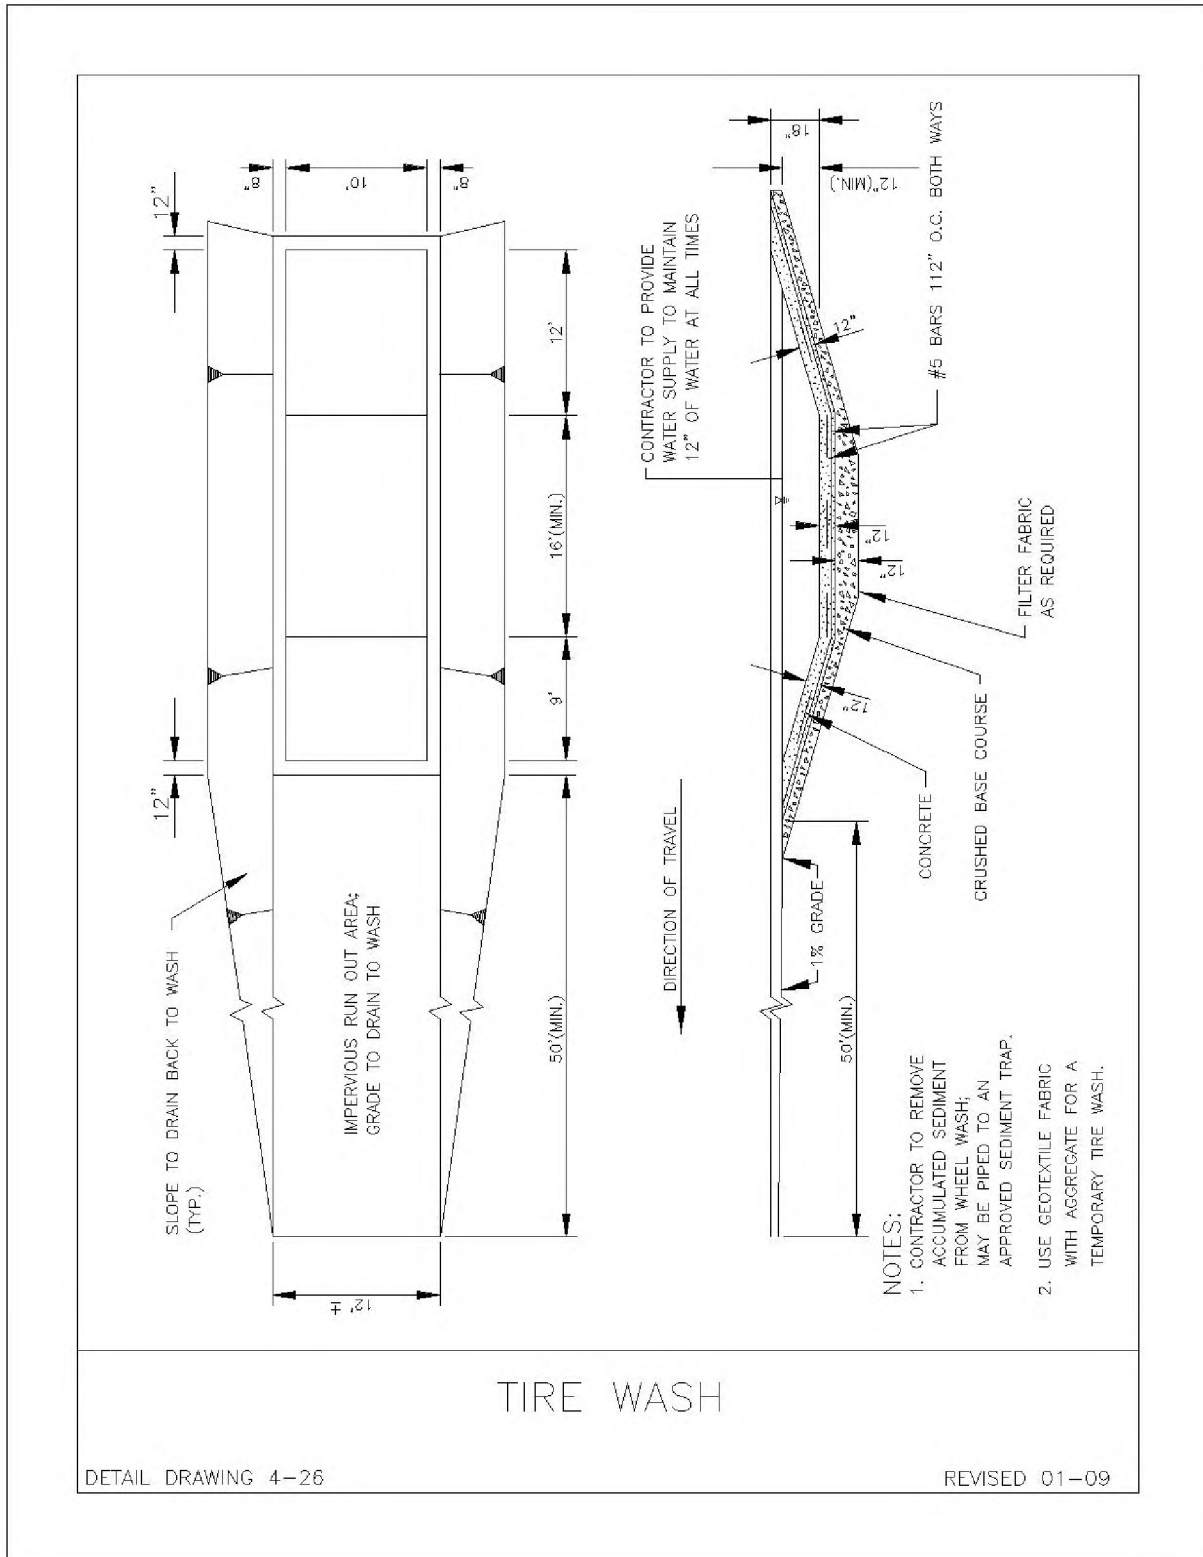 12"
8"
10'
8"
12'
16'(MIN.)
9'
12"
SLOPE TO DRAIN BACK TO WASH
(TYP.)
IMPERVIOUS RUN OUT AREA;
GRADE TO DRAIN TO WASH
50'(MIN.)
12' ±
18"
12"(MIN.)
CONTRACTOR TO PROVIDE
WATER SUPPLY TO MAINTAIN
12" OF WATER AT ALL TIMES
12"
#5 BARS 112" O.C. BOTH WAYS
12"
12"
FILTER FABRIC
AS REQUIRED
12"
CRUSHED BASE COURSE
CONCRETE
DIRECTION OF TRAVEL
1% GRADE
50'(MIN.)
NOTES:
1. CONTRACTOR TO REMOVE
ACCUMULATED SEDIMENT
FROM WHEEL WASH;
MAY BE PIPED TO AN
APPROVED SEDIMENT TRAP.
2. USE GEOTEXTILE FABRIC
WITH AGGREGATE FOR A
TEMPORARY TIRE WASH.
TIRE WASH
DETAIL DRAWING 4-26
REVISED 01-09